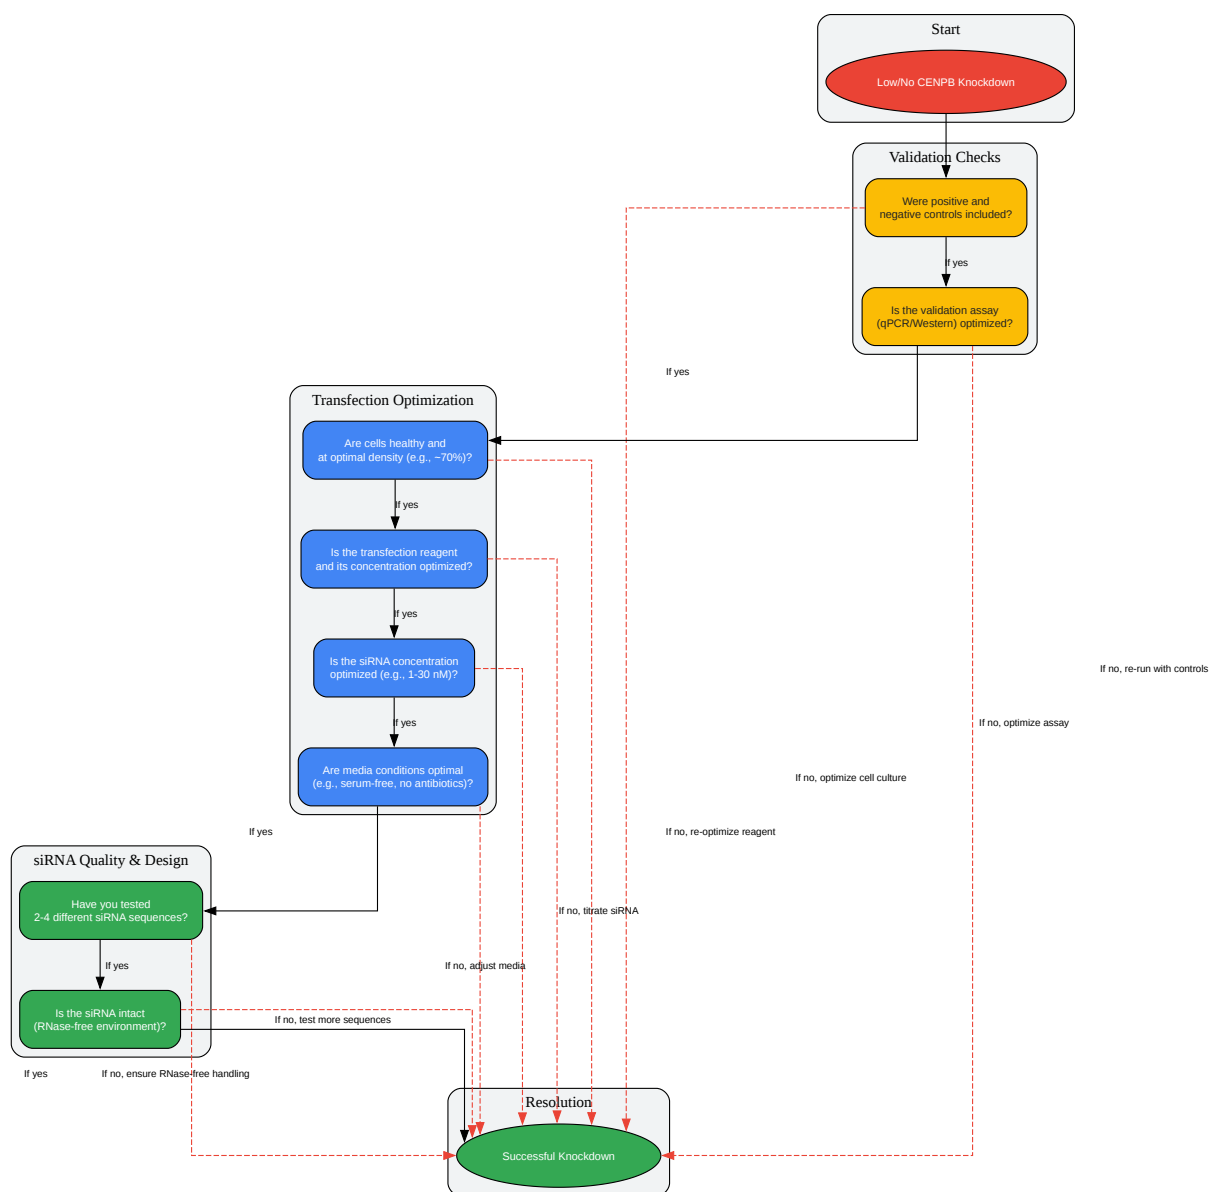 Start
Low/No CENPB Knockdown
Validation Checks
Were positive and
negative controls included?
If yes
Is the validation assay
(qPCR/Western) optimized?
If yes
Transfection Optimization
Are cells healthy and
at optimal density (e.g., ~70%)?
If yes
Is the transfection reagent
and its concentration optimized?
If yes
Is the siRNA concentration
optimized (e.g., 1-30 nM)?
If no, re-run with controls
If yes
If no, optimize assay
Are media conditions optimal
(e.g., serum-free, no antibiotics)?
If no, optimize cell culture
If yes
If no, re-optimize reagent
siRNA Quality & Design
Have you tested
2-4 different siRNA sequences?
If no, titrate siRNA
If yes
If no, adjust media
Is the siRNA intact
(RNase-free environment)?
If no, test more sequences
If yes
If no, ensure RNase-free handling
Resolution
Successful Knockdown